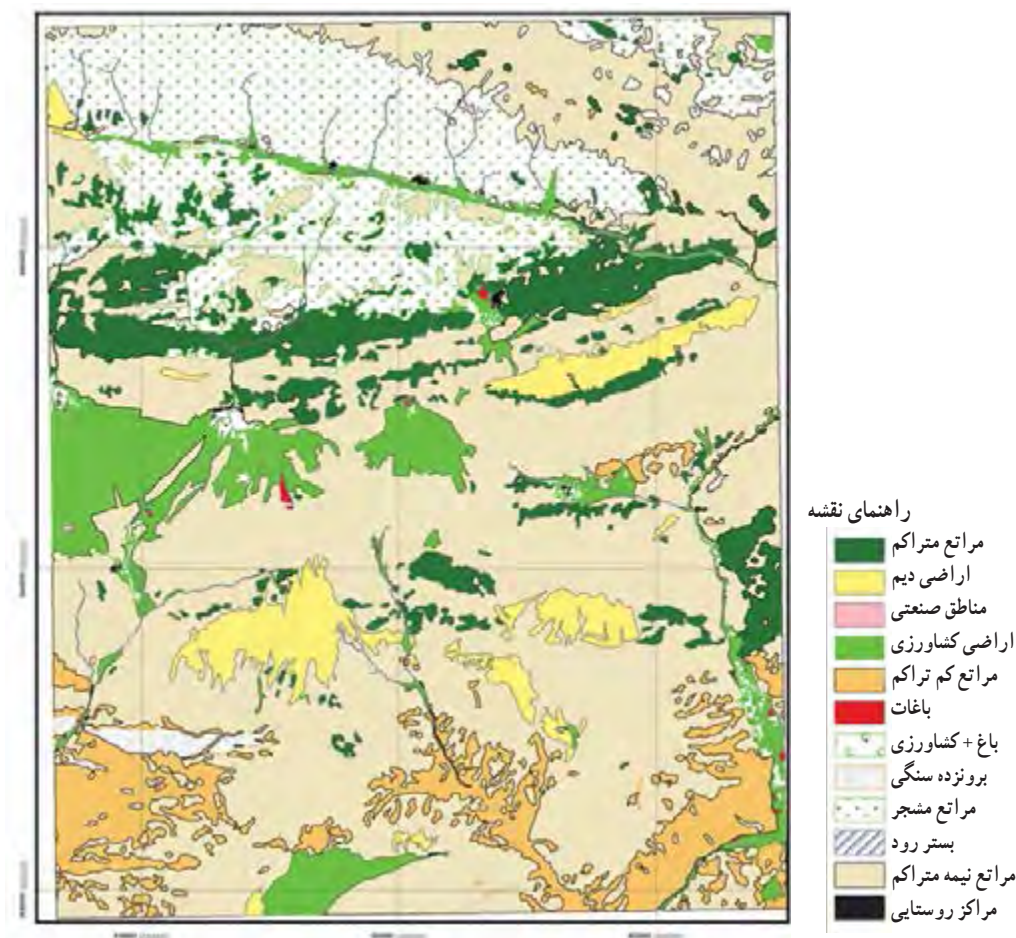 راهنمای نقشه
مراتع متراکم
اراضی دیم
مناطق صنعتی
اراضی کشاورزی
مراتع کم تراکم
باغات
باغ + کشاورزی
برونزده سنگی
مراتع مشجر
بستر رود
مراتع نیمه متراکم
مراکز روستایی